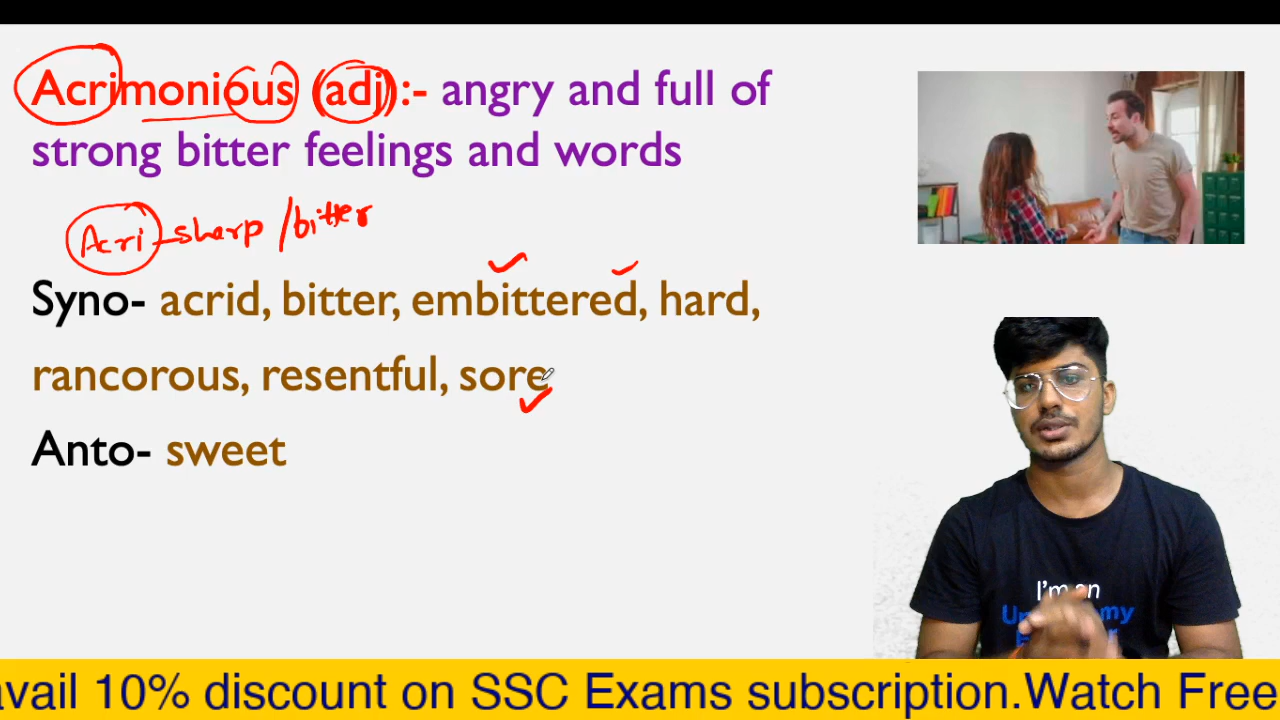 Acrimonious (adj):- angry and full of
strong bitter feelings and words
Acri - sharp / bitter
Syno- acrid, bitter, embittered, hard,
rancorous, resentful, sore
Anto- sweet
I'm an
avail 10% discount on SSC Exams subscription.Watch Free